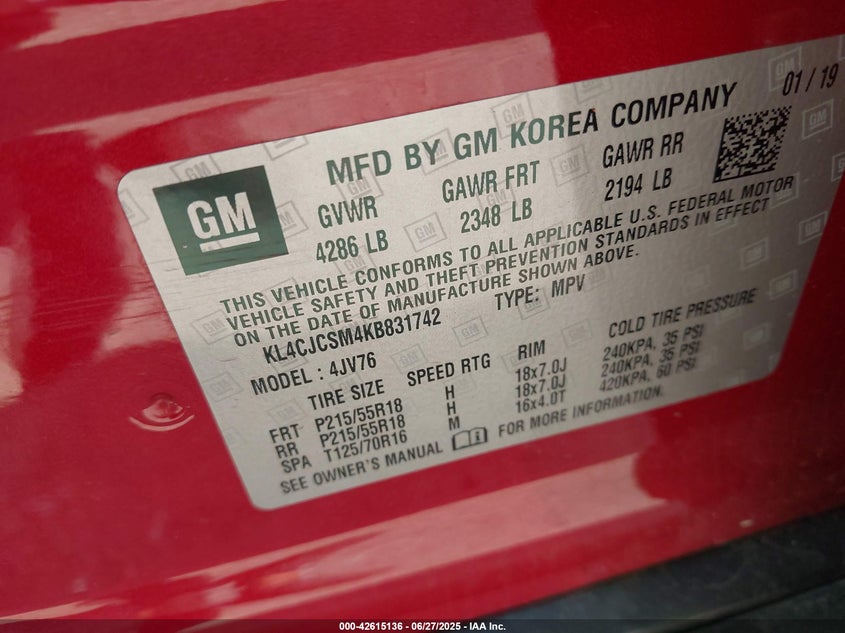 01 / 19
MFD BY GM KOREA COMPANY
GM
GVWR GAWR FRT GAWR RR
4286 LB 2348 LB 2194 LB
THIS VEHICLE CONFORMS TO ALL APPLICABLE U.S. FEDERAL MOTOR
VEHICLE SAFETY AND THEFT PREVENTION STANDARDS IN EFFECT
ON THE DATE OF MANUFACTURE SHOWN ABOVE.
KL4CJCSM4KB831742 TYPE: MPV
MODEL : 4JV76
TIRE SIZE SPEED RTG RIM COLD TIRE PRESSURE
FRT P215/55R18 H 18x7.0J 240KPA, 35 PSI
RR P215/55R18 H 18x7.0J 240KPA, 35 PSI
SPA T125/70R16 M 16x4.0T 420KPA, 60 PSI
SEE OWNER'S MANUAL FOR MORE INFORMATION.
000-42615136 - 06/27/2025 - IAA Inc.